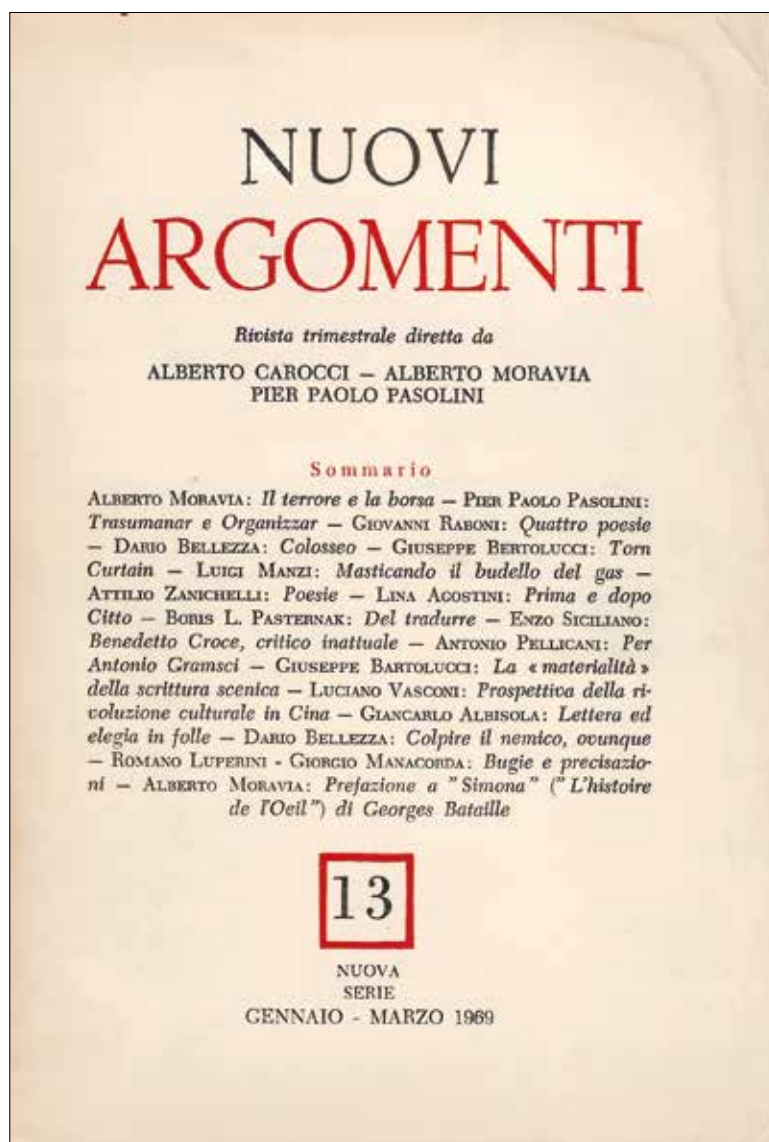 NUOVI
ARGOMENTI
Rivista trimestrale diretta da
ALBERTO CAROCCI — ALBERTO MORAVIA
PIER PAOLO PASOLINI
Sommario
ALBERTO MORAVIA: Il terrore e la borsa — PIER PAOLO PASOLINI:
Trasumanar e Organizzar — GIOVANNI RABONI: Quattro poesie
— DARIO BELLEZZA: Colosseo — GIUSEPPE BERTOLUCCI: Torn
Curtain — LUIGI MANZI: Masticando il budello del gas —
ATTILIO ZANICHELLI: Poesie — LINA AGOSTINI: Prima e dopo
Citto — BORIS L. PASTERNAK: Del tradurre — ENZO SICILIANO:
Benedetto Croce, critico inattuale — ANTONIO PELLICANI: Per
Antonio Gramsci — GIUSEPPE BARTOLUCCI: La « materialità »
della scrittura scenica — LUCIANO VASCONI: Prospettiva della ri-
voluzione culturale in Cina — GIANCARLO ALBISOLA: Lettera ed
elegia in folle — DARIO BELLEZZA: Colpire il nemico, ovunque
— ROMANO LUPERINI - GIORGIO MANACORDA: Bugie e precisazio-
ni — ALBERTO MORAVIA: Prefazione a ” Simona ” (” L'histoire
de l'Oeil ”) di Georges Bataille
13
NUOVA
SERIE
GENNAIO - MARZO 1969